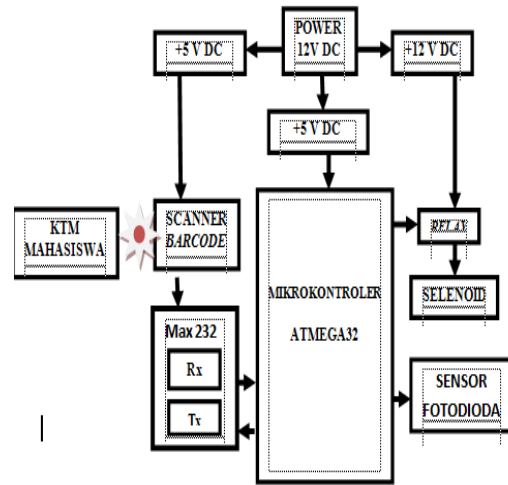 POWER
12V DC
+5 V DC
+12 V DC
+5 V DC
KTM
MAHASISWA
SCANNER
BARCODE
RELAY
MIKROKONTROLER
ATMEGA32
SELENOID
Max 232
Rx
Tx
SENSOR
FOTODIODA